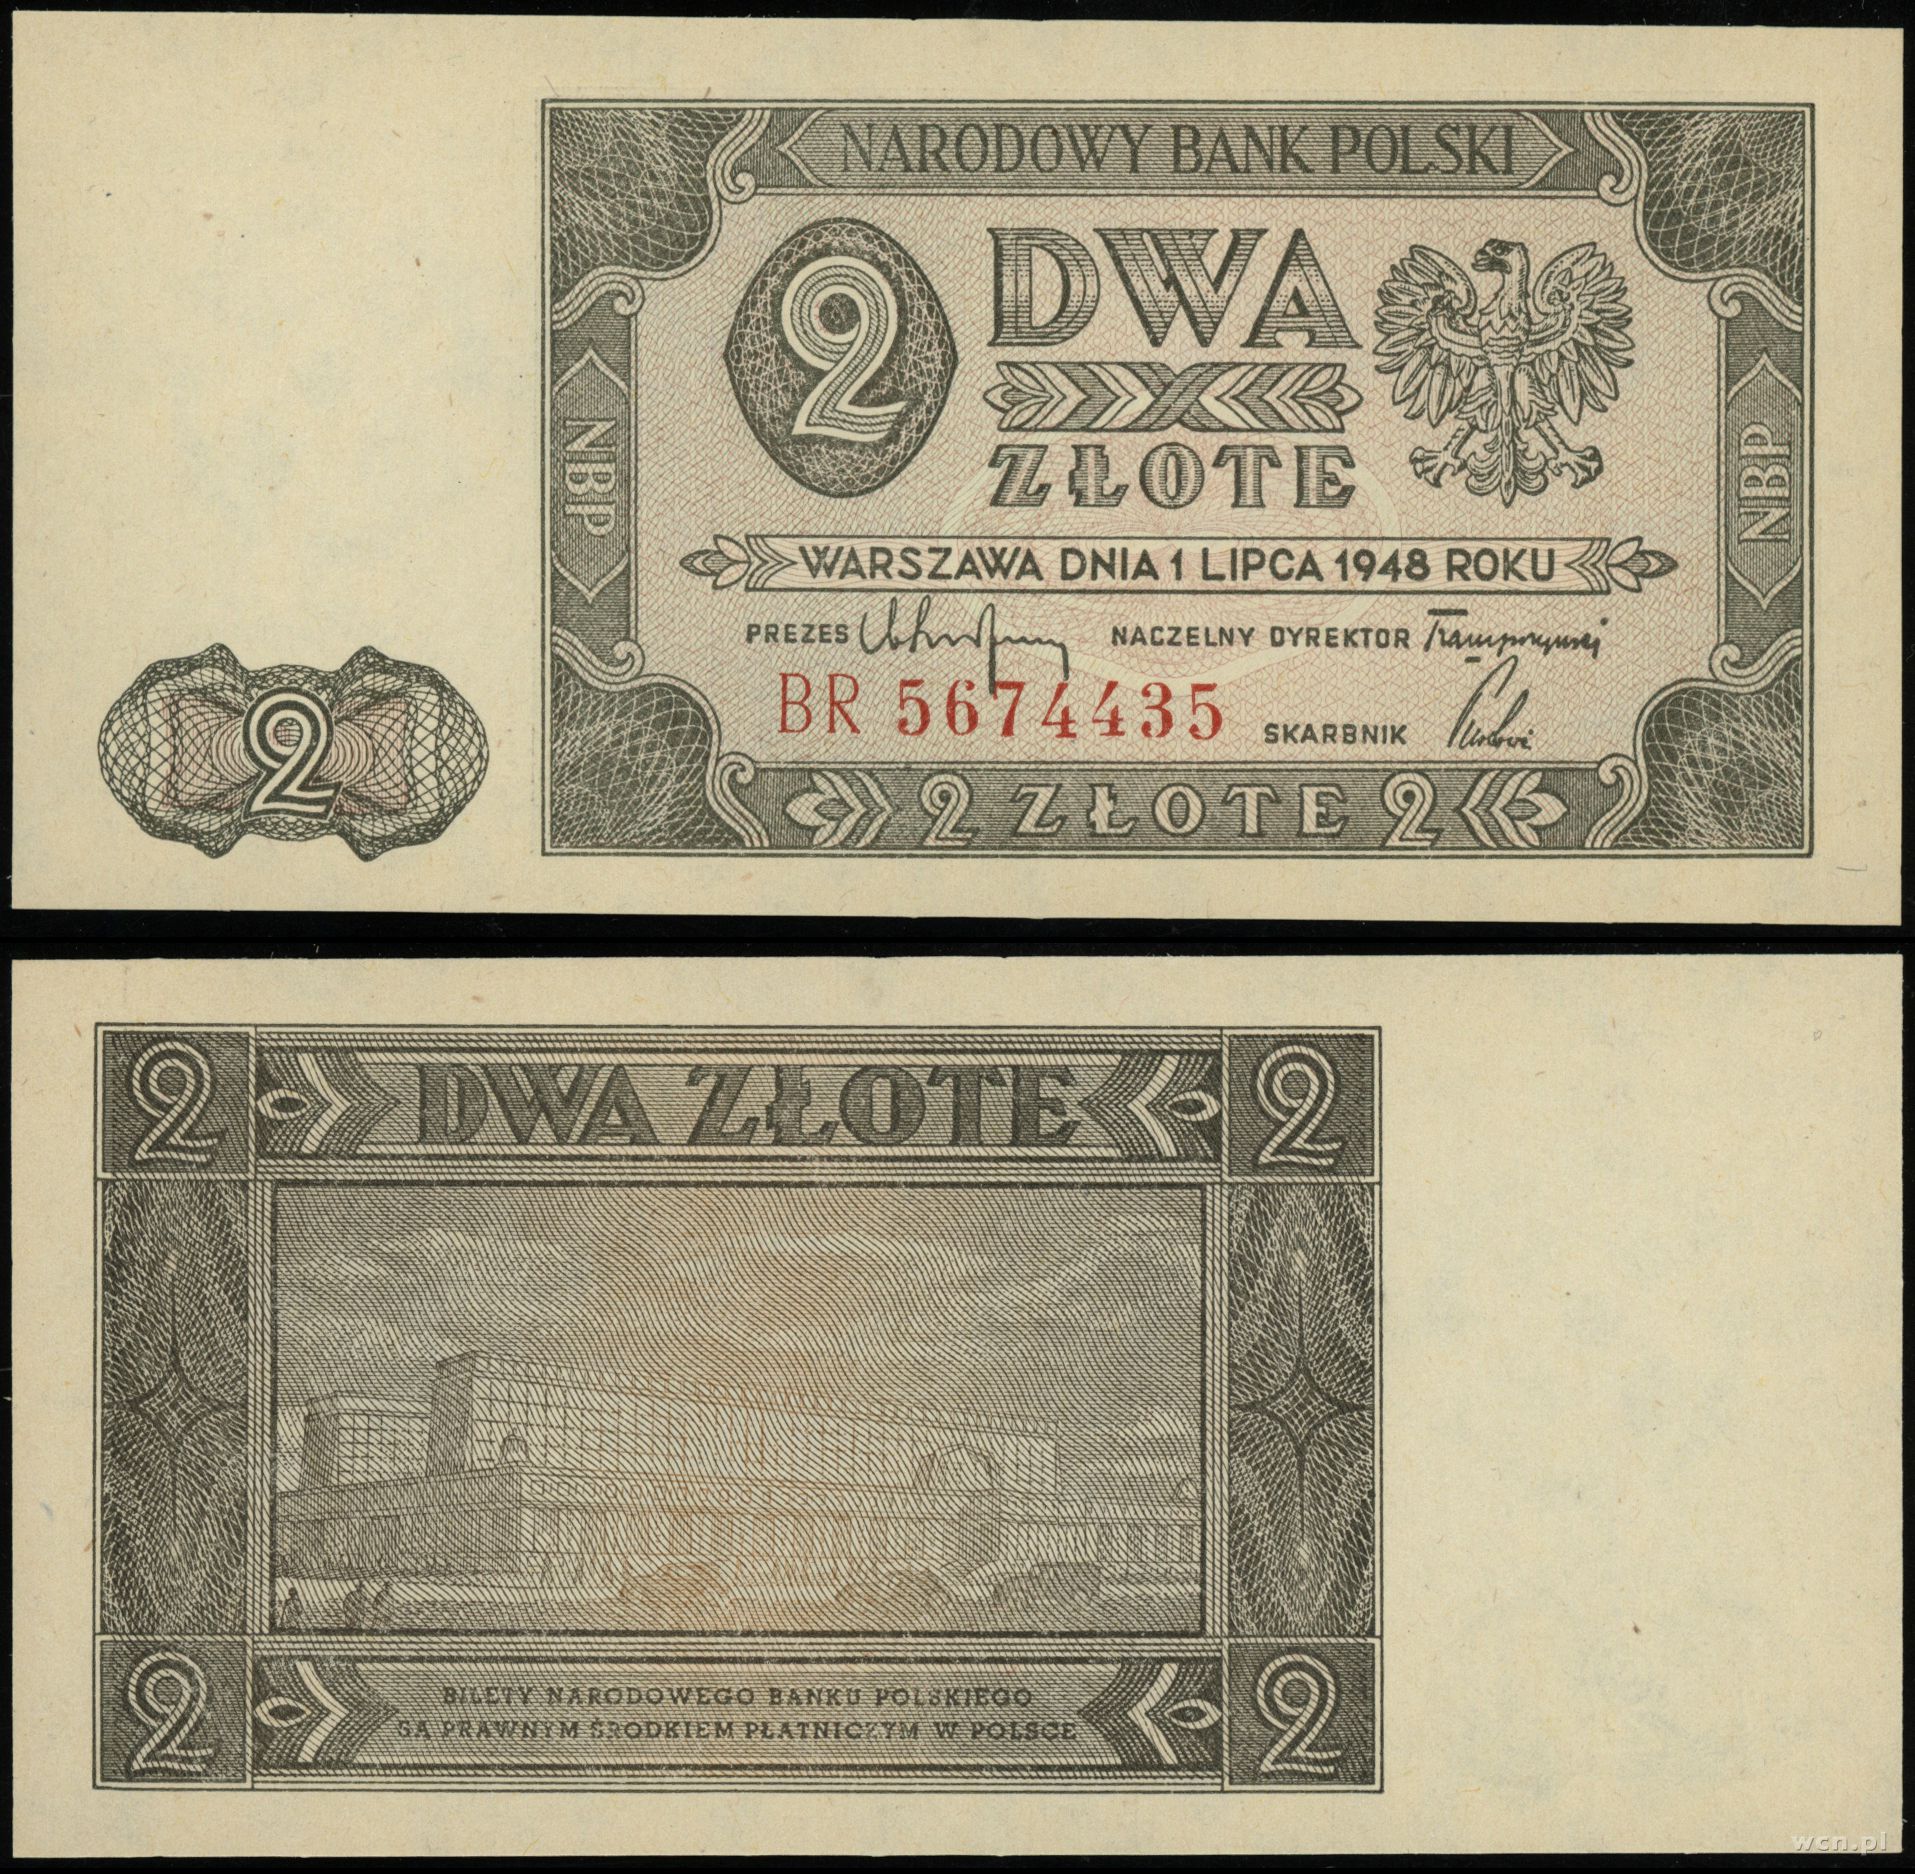 NARODOWY BANK POLSKI
2 DWA
ZŁOTE
NBP
NBP
WARSZAWA DNIA 1 LIPCA 1948 ROKU
PREZES NACZELNY DYREKTOR
BR 5674435 SKARBNIK
2
2 ZŁOTE 2
2 DWA ZŁOTE 2
BILETY NARODOWEGO BANKU POLSKIEGO
2 SĄ PRAWNYM ŚRODKIEM PŁATNICZYM W POLSCE 2
wcn.pl